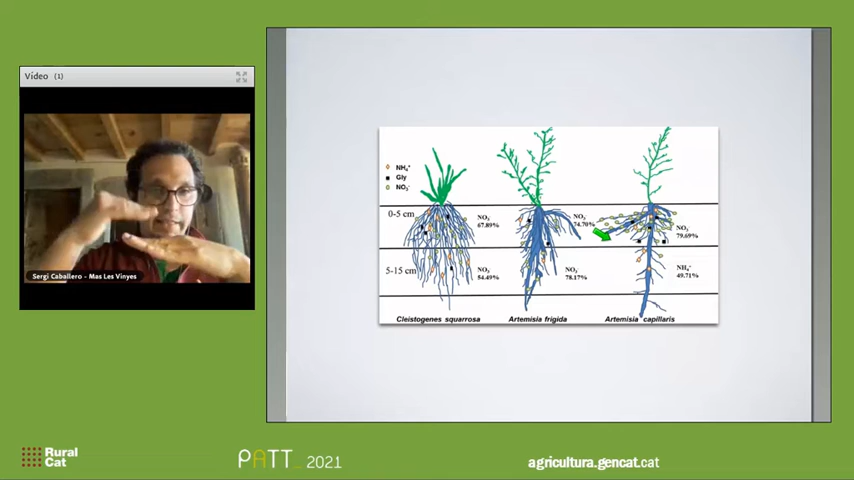 Vídeo (1)
Sergi Caballero - Mas Les Vinyes
NH₄⁺
Gly
NO₃⁻
0-5 cm
NO₃⁻
67.89%
NO₃⁻
74.70%
NO₃⁻
79.69%
5-15 cm
NO₃⁻
54.49%
NO₃⁻
78.17%
NH₄⁺
49.71%
Cleistogenes squarrosa
Artemisia frigida
Artemisia capillaris
Rural
Cat
PATT_ 2021
agricultura.gencat.cat